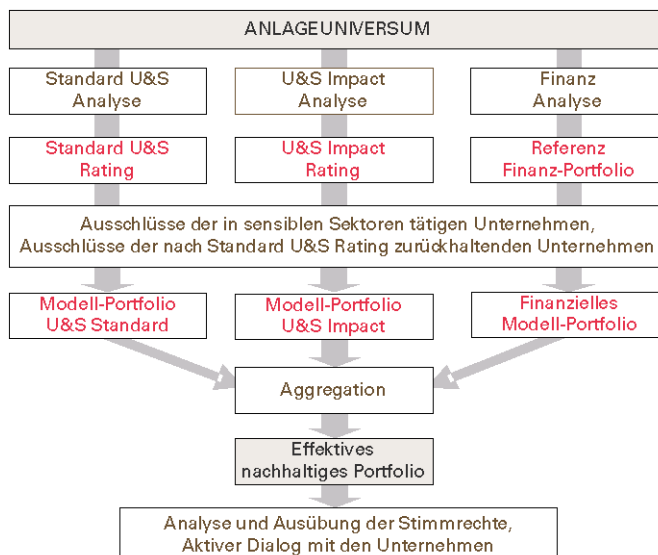 ANLAGEUNIVERSUM
Standard U&S
Analyse
U&S Impact
Analyse
Finanz
Analyse
Standard U&S
Rating
U&S Impact
Rating
Referenz
Finanz-Portfolio
Ausschlüsse der in sensiblen Sektoren tätigen Unternehmen,
Ausschlüsse der nach Standard U&S Rating zurückhaltenden Unternehmen
Modell-Portfolio
U&S Standard
Modell-Portfolio
U&S Impact
Finanzielles
Modell-Portfolio
Aggregation
Effektives
nachhaltiges Portfolio
Analyse und Ausübung der Stimmrechte,
Aktiver Dialog mit den Unternehmen